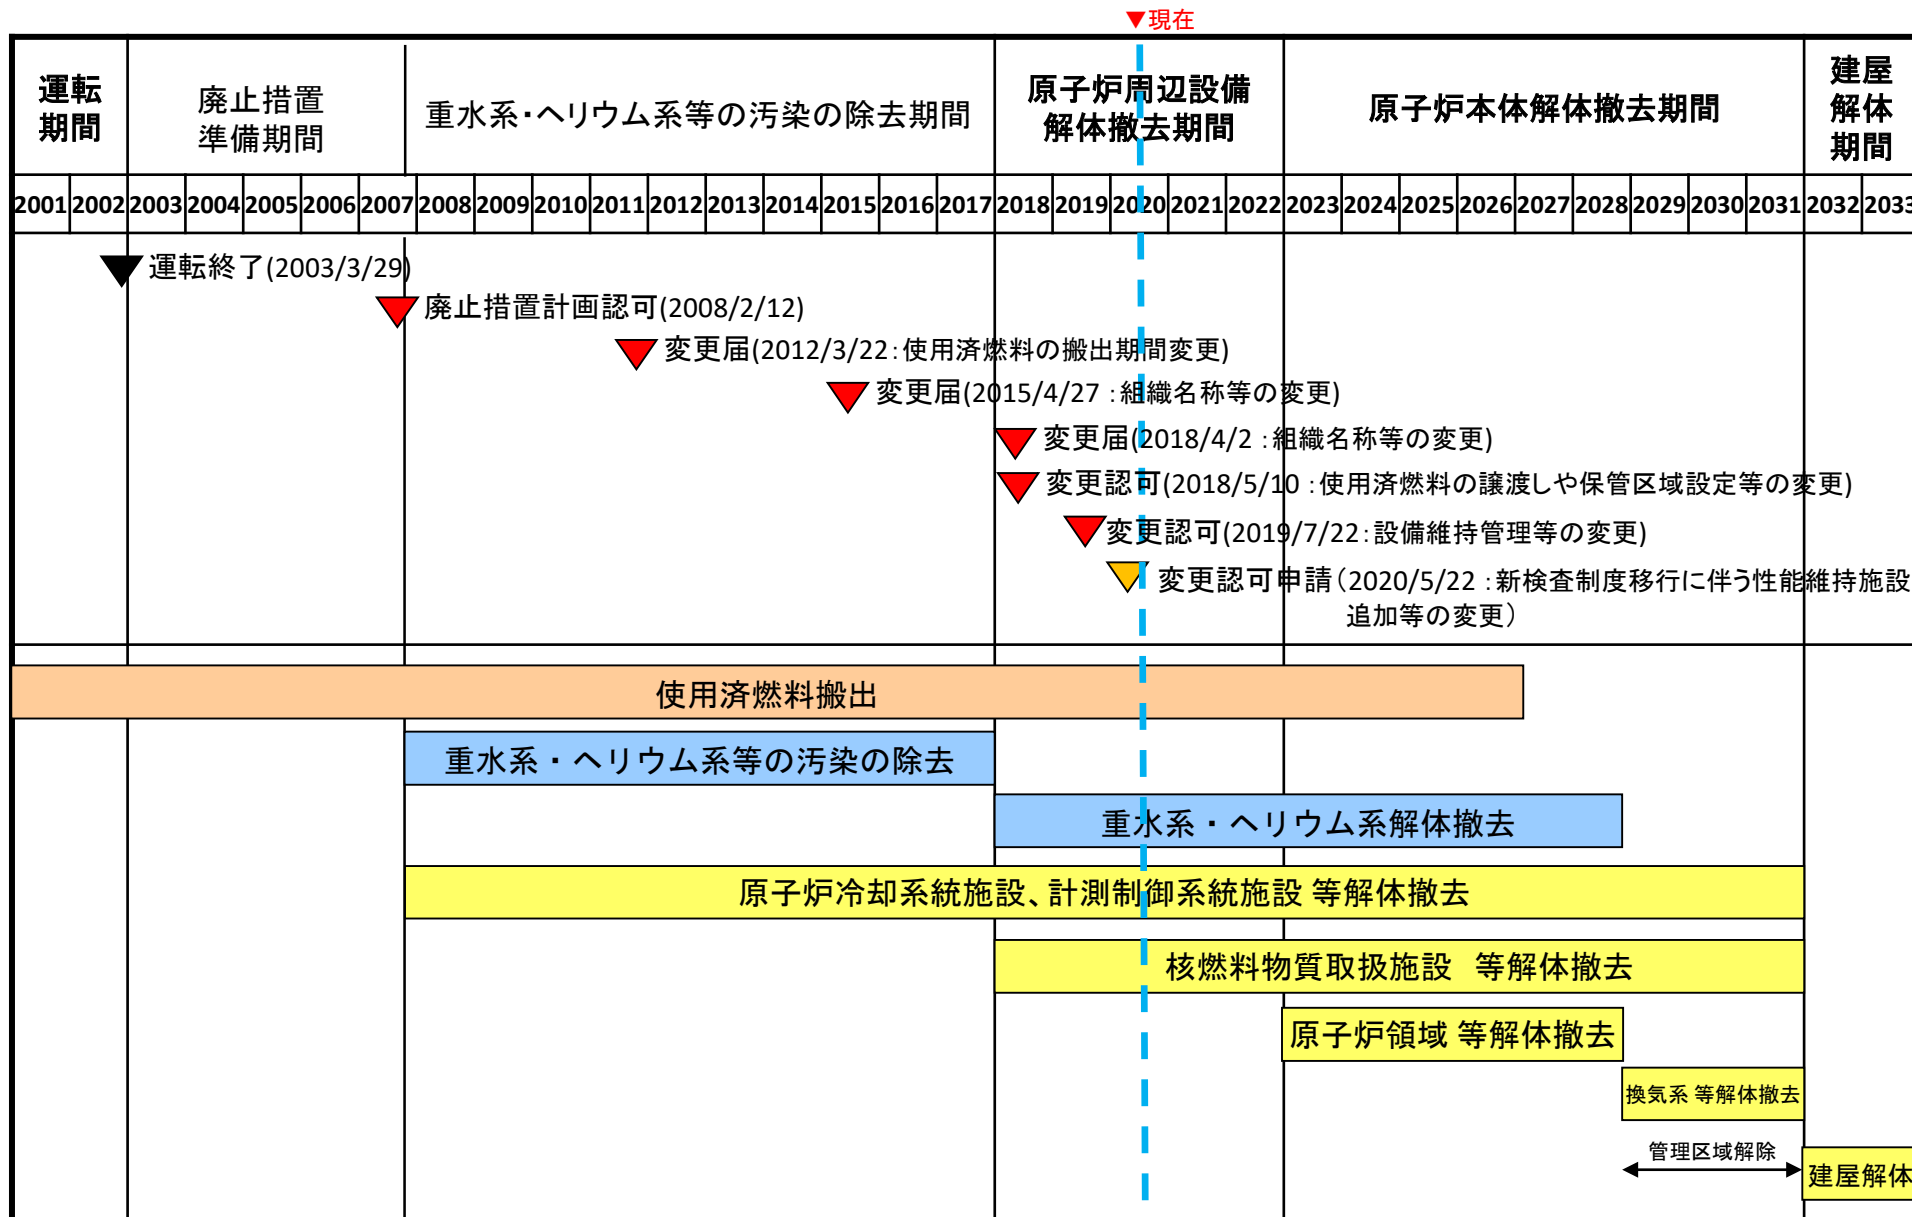 ▼現在
運転
期間
廃止措置
準備期間
重水系・ヘリウム系等の汚染の除去期間
原子炉周辺設備
解体撤去期間
原子炉本体解体撤去期間
建屋
解体
期間
2001 2002 2003 2004 2005 2006 2007 2008 2009 2010 2011 2012 2013 2014 2015 2016 2017 2018 2019 2020 2021 2022 2023 2024 2025 2026 2027 2028 2029 2030 2031 2032 2033
運転終了(2003/3/29)
廃止措置計画認可(2008/2/12)
変更届(2012/3/22:使用済燃料の搬出期間変更)
変更届(2015/4/27 :組織名称等の変更)
変更届(2018/4/2 :組織名称等の変更)
変更認可(2018/5/10 :使用済燃料の譲渡しや保管区域設定等の変更)
変更認可(2019/7/22:設備維持管理等の変更)
変更認可申請(2020/5/22 :新検査制度移行に伴う性能維持施設
追加等の変更)
使用済燃料搬出
重水系・ヘリウム系等の汚染の除去
重水系・ヘリウム系解体撤去
原子炉冷却系統施設、計測制御系統施設 等解体撤去
核燃料物質取扱施設　等解体撤去
原子炉領域 等解体撤去
換気系 等解体撤去
管理区域解除
建屋解体